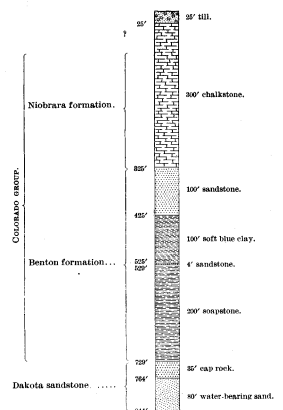 25' till.
25'
?
Niobrara formation.
300' chalkstone.
COLORADO GROUP.
325'
100' sandstone.
425'
100' soft blue clay.
Benton formation...
525'
4' sandstone.
529'
200' soapstone.
729'
35' cap rock.
764'
Dakota sandstone ......
80' water-bearing sand.